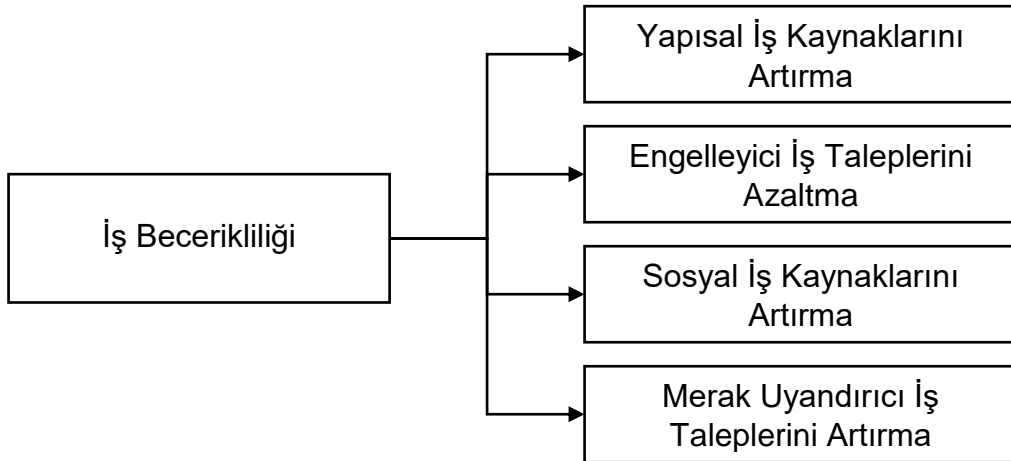 Yapısal İş Kaynaklarını
Artırma
Engelleyici İş Taleplerini
Azaltma
İş Becerikliliği
Sosyal İş Kaynaklarını
Artırma
Merak Uyandırıcı İş
Taleplerini Artırma